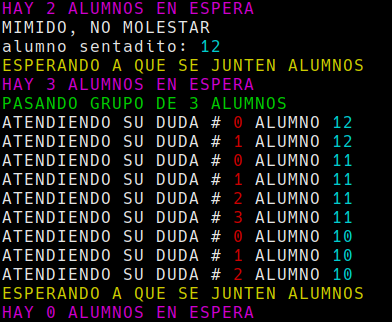 HAY 2 ALUMNOS EN ESPERA
MIMIDO, NO MOLESTAR
alumno sentadito: 12
ESPERANDO A QUE SE JUNTEN ALUMNOS
HAY 3 ALUMNOS EN ESPERA
PASANDO GRUPO DE 3 ALUMNOS
ATENDIENDO SU DUDA # 0 ALUMNO 12
ATENDIENDO SU DUDA # 1 ALUMNO 12
ATENDIENDO SU DUDA # 0 ALUMNO 11
ATENDIENDO SU DUDA # 1 ALUMNO 11
ATENDIENDO SU DUDA # 2 ALUMNO 11
ATENDIENDO SU DUDA # 3 ALUMNO 11
ATENDIENDO SU DUDA # 0 ALUMNO 10
ATENDIENDO SU DUDA # 1 ALUMNO 10
ATENDIENDO SU DUDA # 2 ALUMNO 10
ESPERANDO A QUE SE JUNTEN ALUMNOS
HAY 0 ALUMNOS EN ESPERA